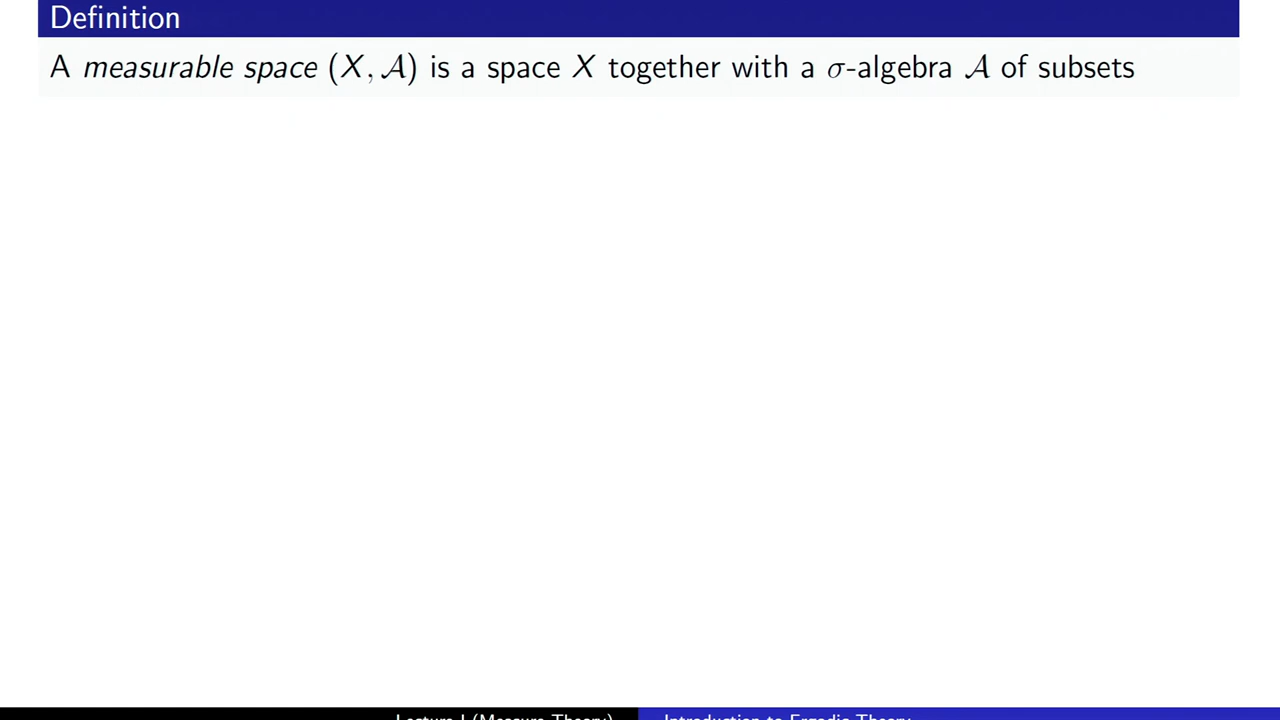 Definition
A measurable space (X, 𝒜) is a space X together with a σ-algebra 𝒜 of subsets
Lecture I (Measure Theory) Introduction to Ergodic Theory